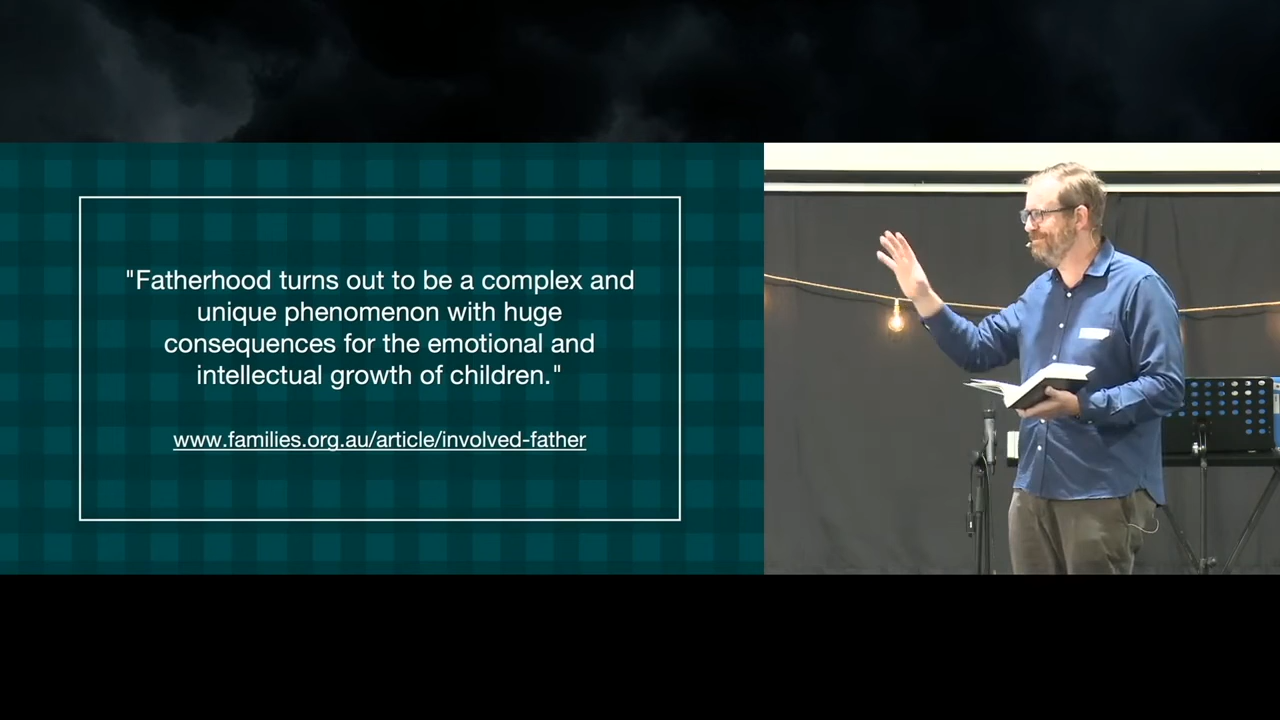 "Fatherhood turns out to be a complex and
unique phenomenon with huge
consequences for the emotional and
intellectual growth of children."
www.families.org.au/article/involved-father